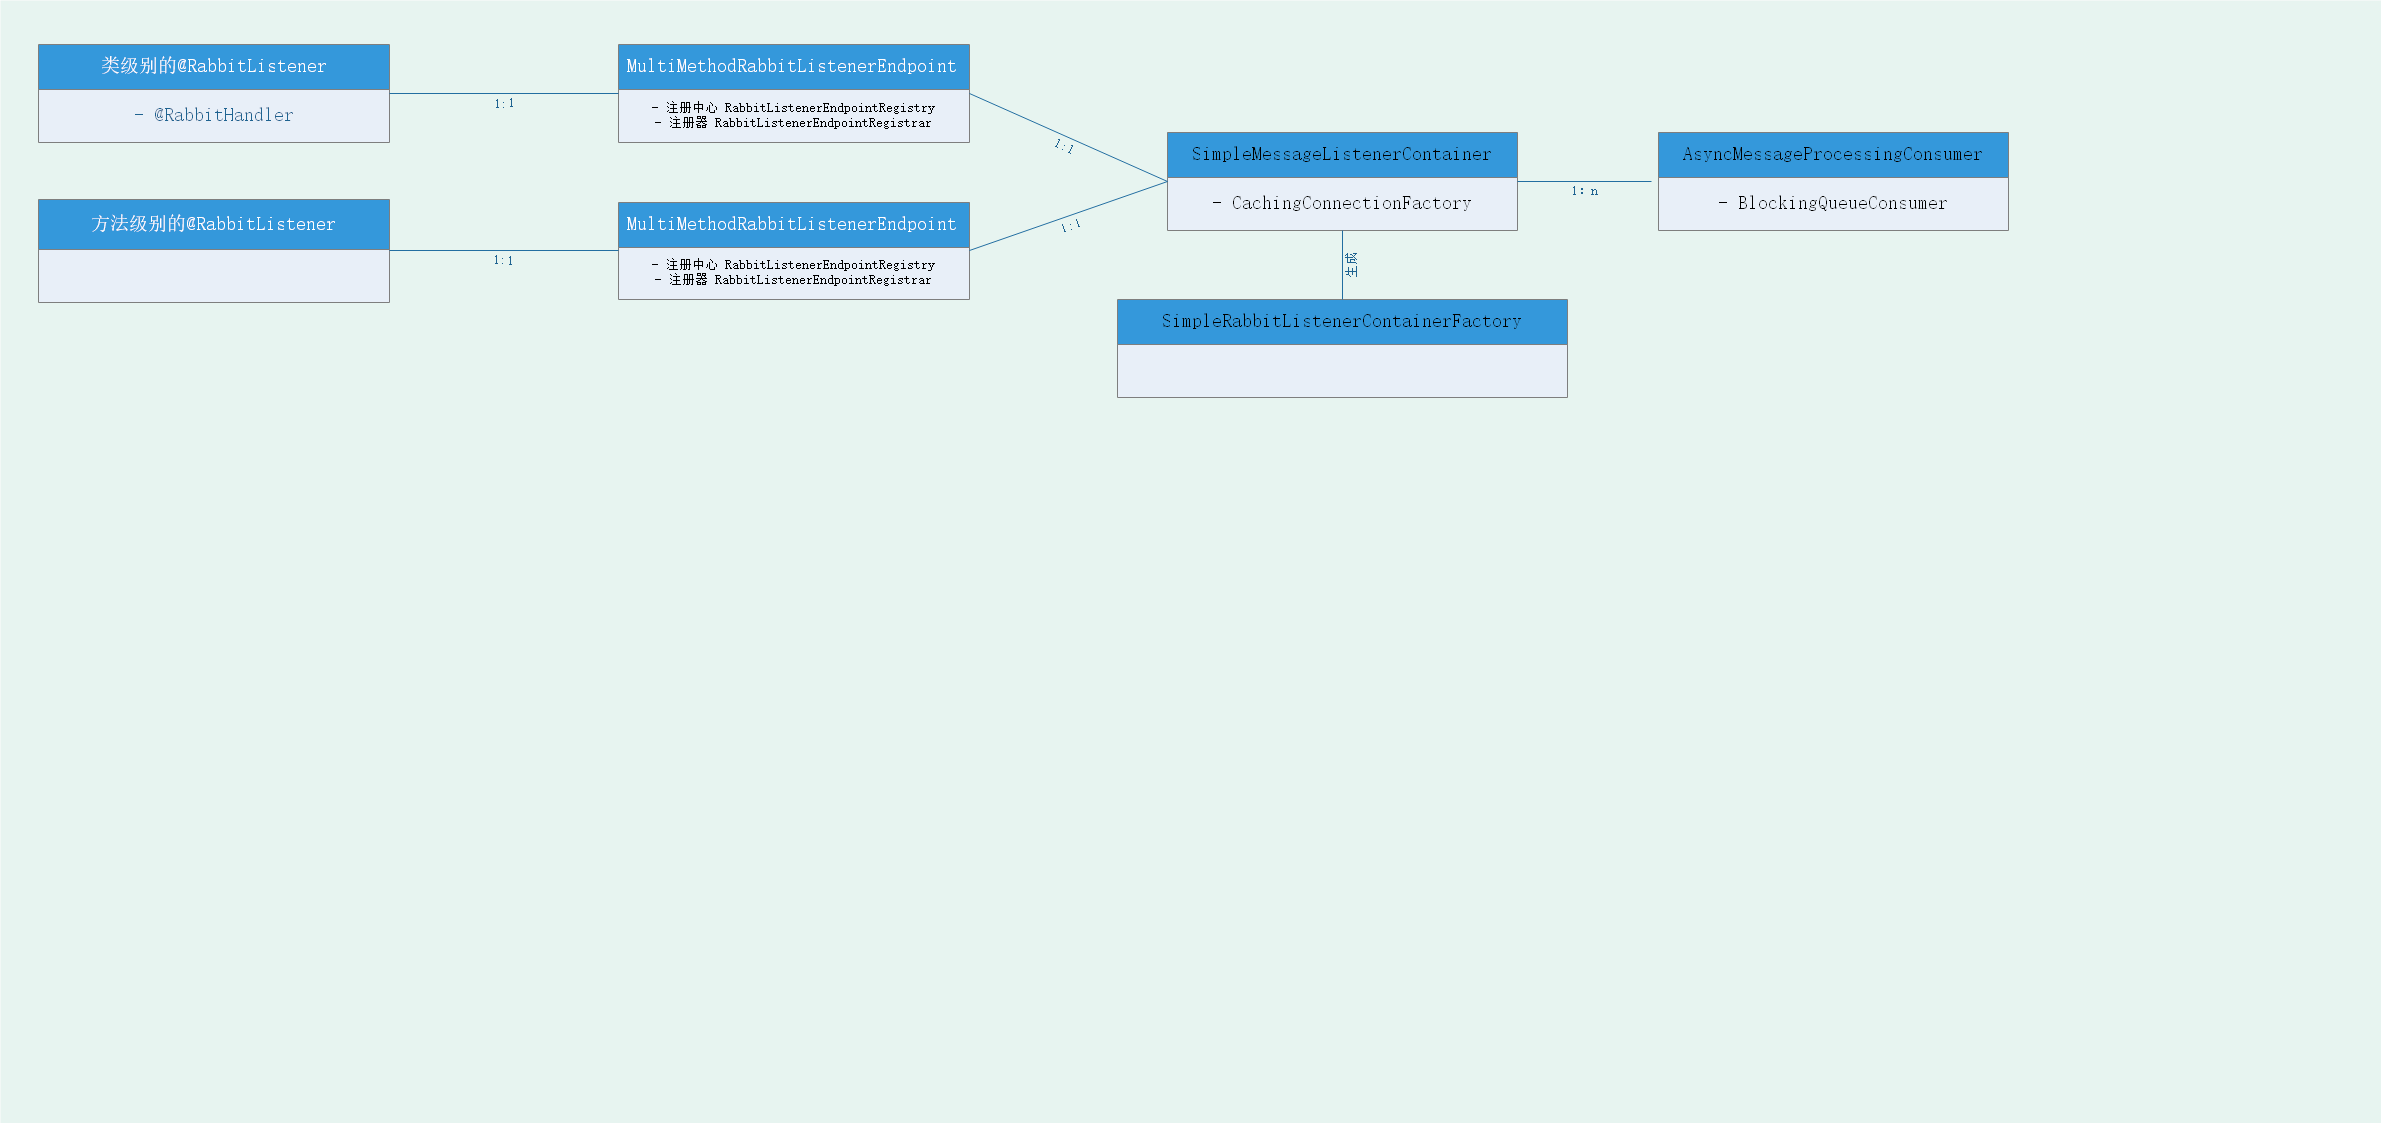 类级别的@RabbitListener
- @RabbitHandler
1:1
MultiMethodRabbitListenerEndpoint
- 注册中心 RabbitListenerEndpointRegistry
- 注册器 RabbitListenerEndpointRegistrar
1:1
方法级别的@RabbitListener
1:1
MultiMethodRabbitListenerEndpoint
- 注册中心 RabbitListenerEndpointRegistry
- 注册器 RabbitListenerEndpointRegistrar
1:1
SimpleMessageListenerContainer
- CachingConnectionFactory
1: n
AsyncMessageProcessingConsumer
- BlockingQueueConsumer
生成
SimpleRabbitListenerContainerFactory